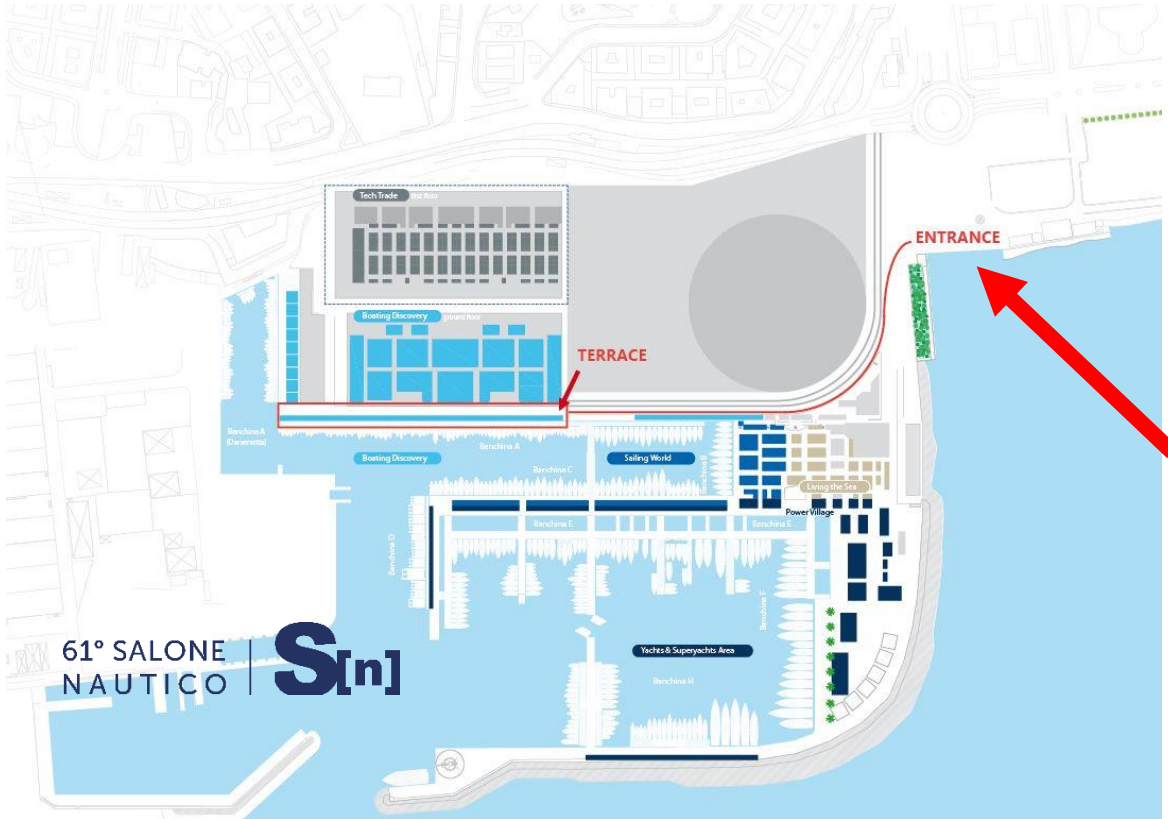 Tech Trade first floor
ENTRANCE
Boating Discovery ground floor
TERRACE
Banchina A
(Darsenetta)
Banchina A
Boating Discovery
Sailing World
Banchina B
Banchina C
Living the Sea
Power Village
Banchina E
Banchina E
Banchina D
Banchina F
61° SALONE
NAUTICO
S[n]
Yachts & Superyachts Area
Banchina H